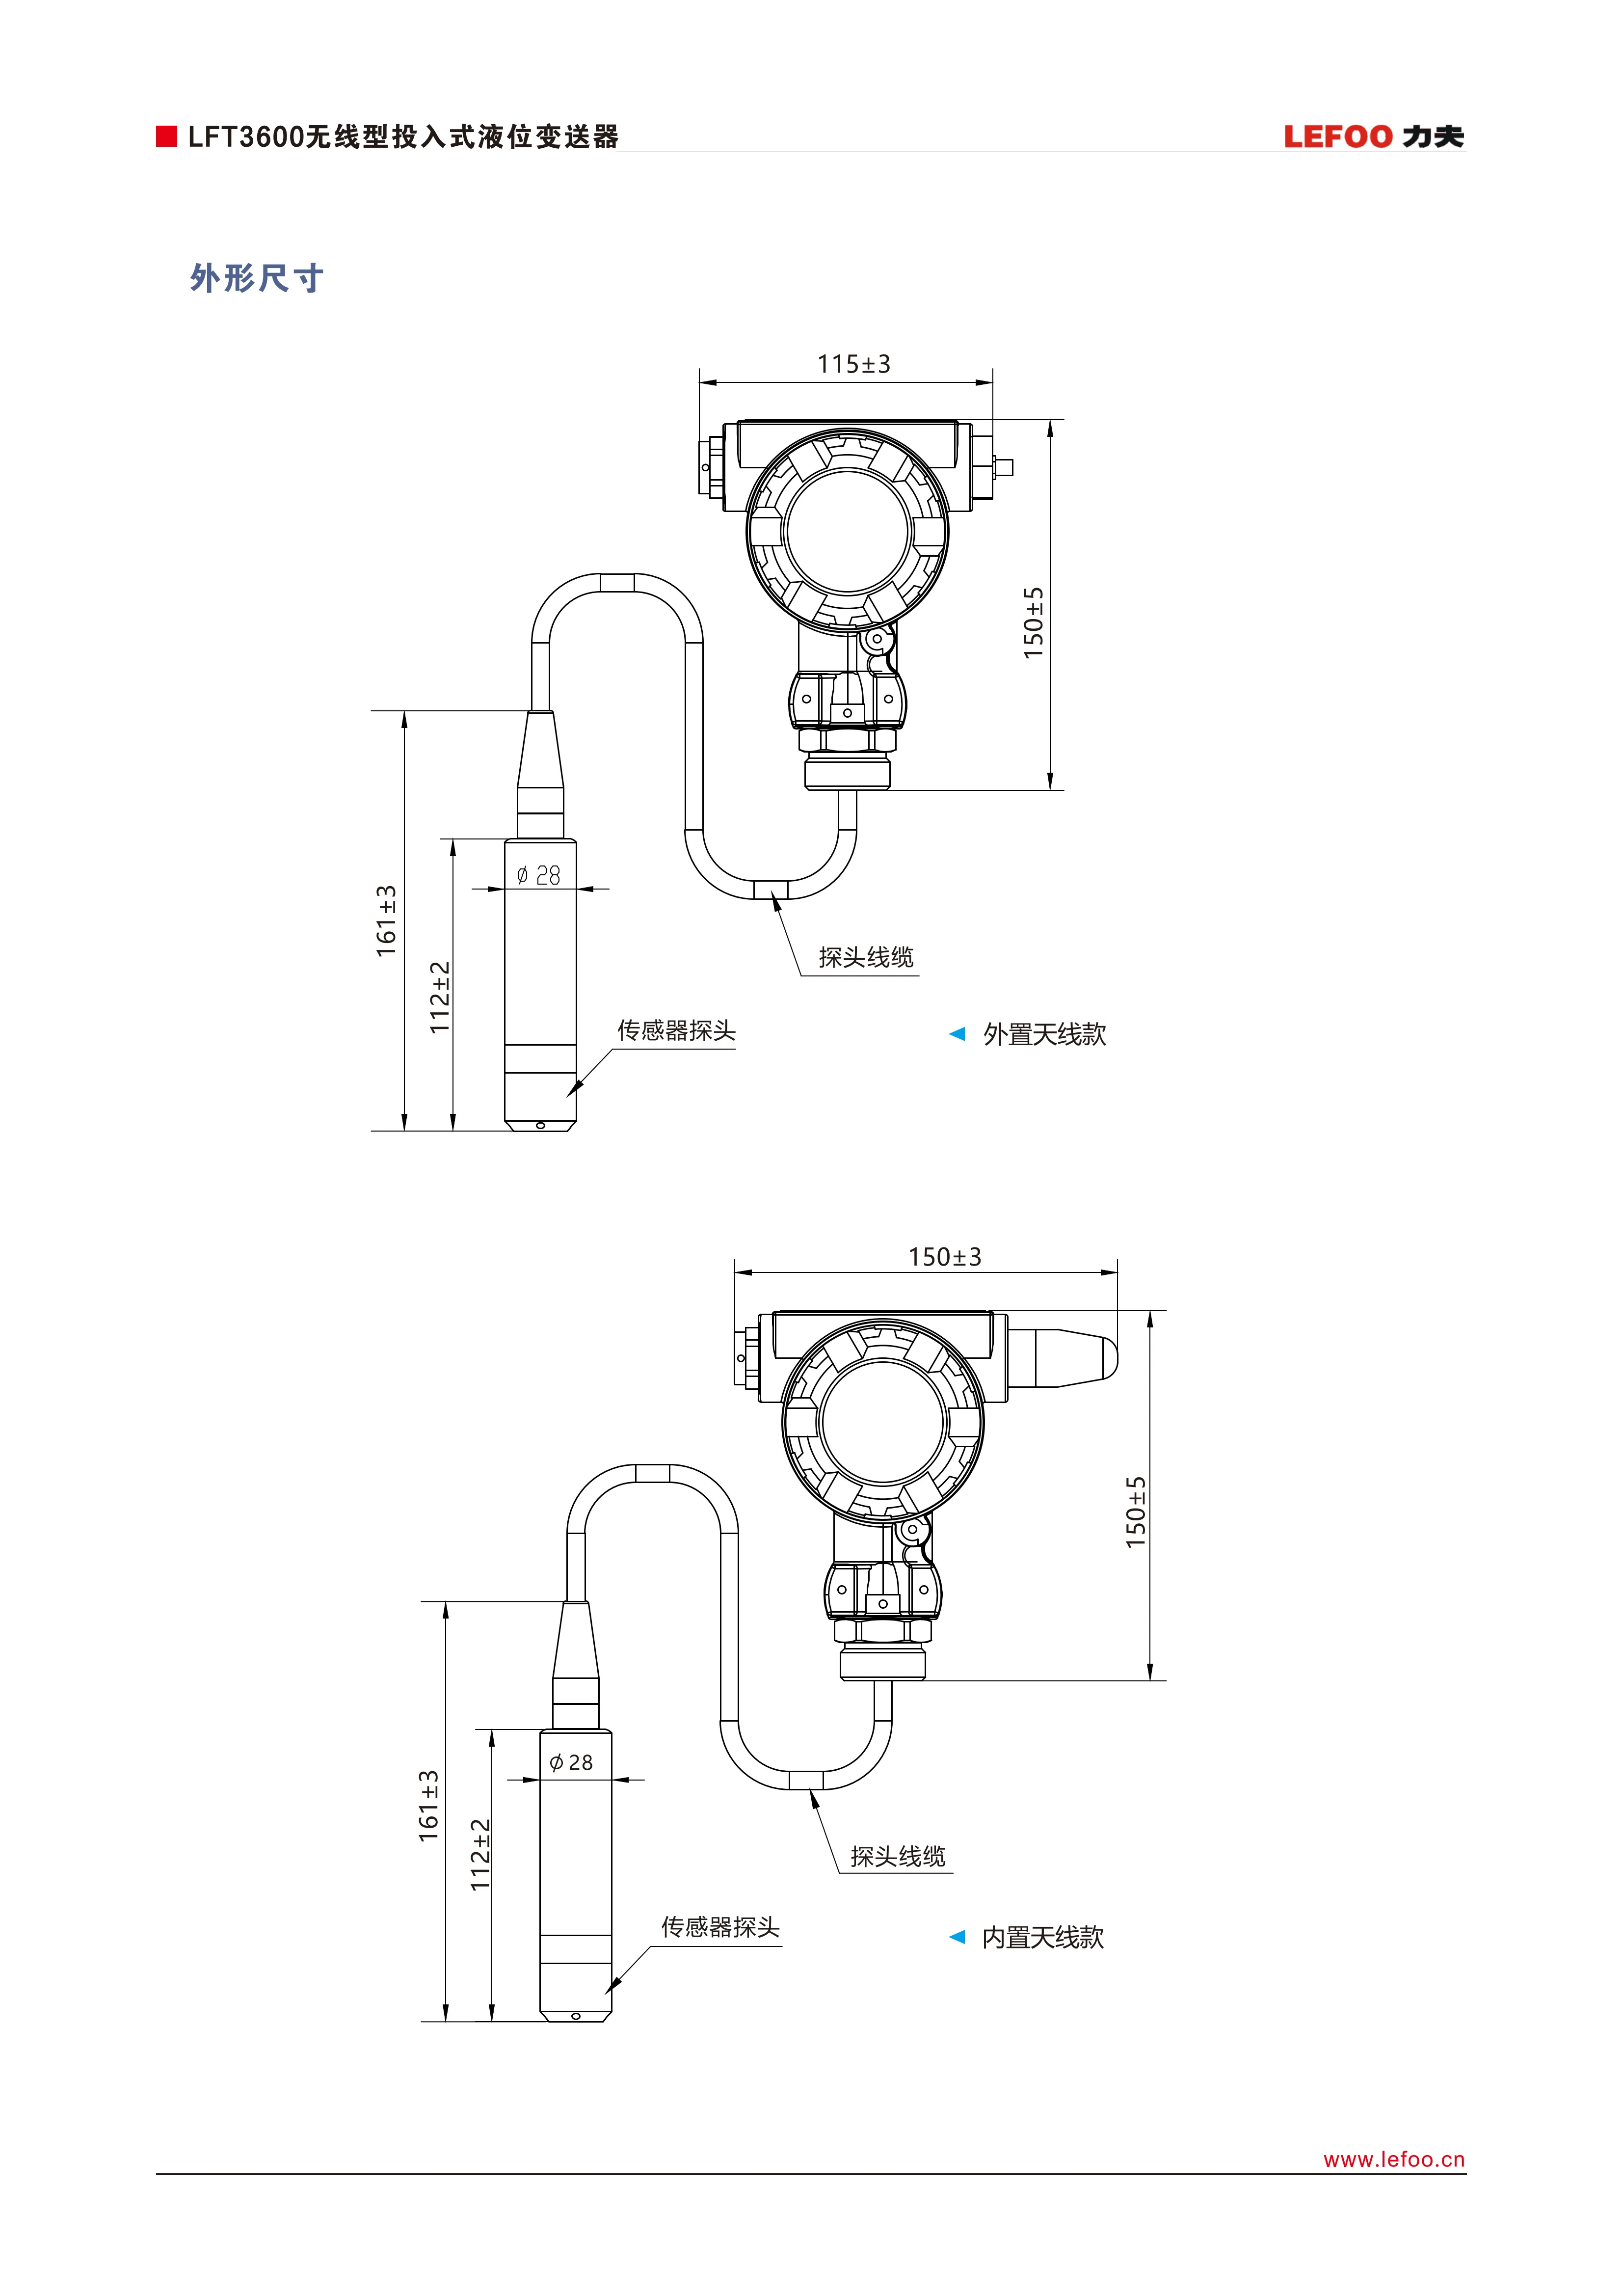 LFT3600无线型投入式液位变送器
LEFOO 力夫
外形尺寸
115±3
150±5
161±3
112±2
ϕ 28
探头线缆
传感器探头
外置天线款
150±3
150±5
161±3
112±2
ϕ 28
探头线缆
传感器探头
内置天线款
www.lefoo.cn